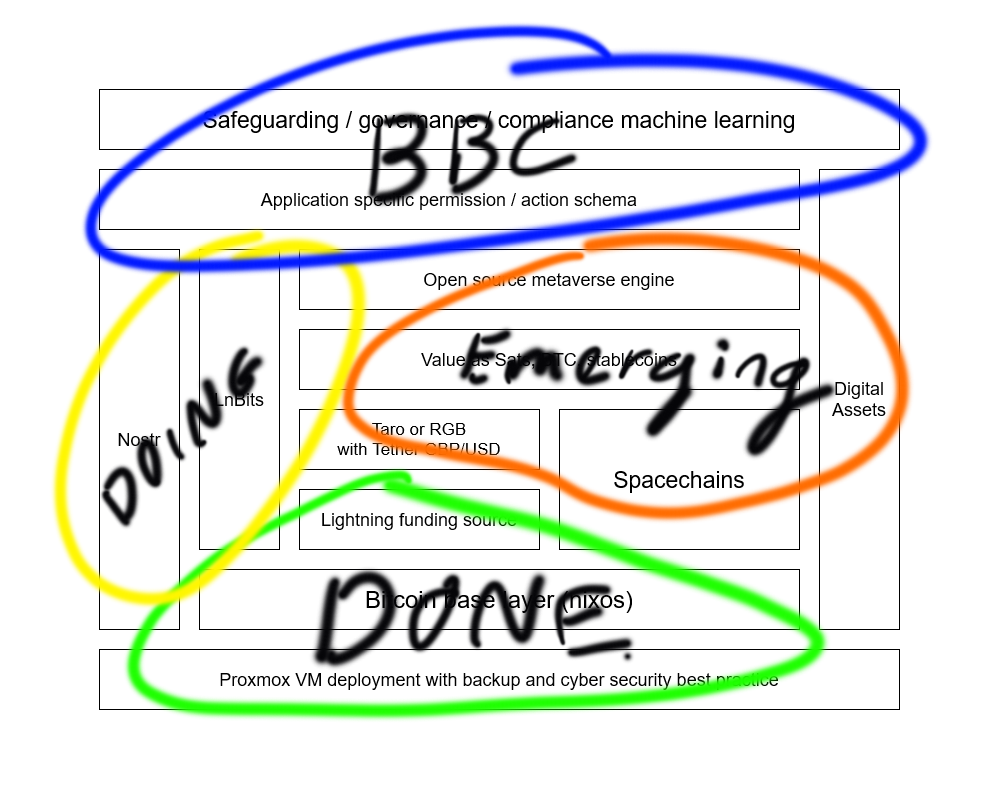 Safeguarding / governance / compliance machine learning
BBC
Application specific permission / action schema
Open source metaverse engine
Emerging
Value as Sats, BTC, stablecoins
Digital
Assets
LnBits
Nostr
DOING
Taro or RGB
with Tether GBP/USD
Spacechains
Lightning funding source
Bitcoin base layer (nixos)
DONE.
Proxmox VM deployment with backup and cyber security best practice